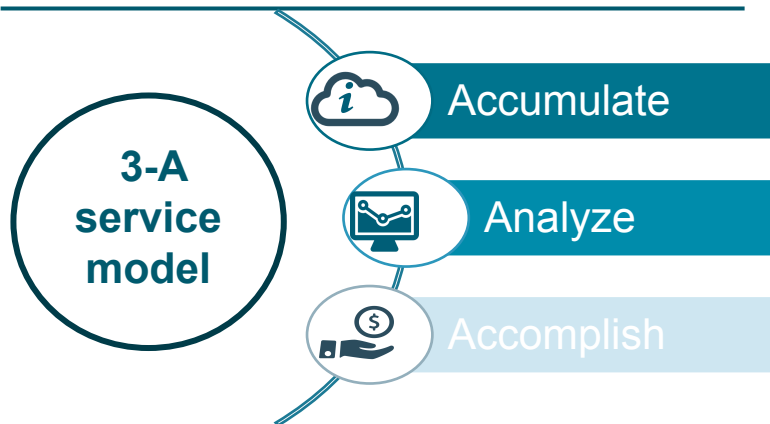 3-A
service
model
i
Accumulate
Analyze
$
Accomplish